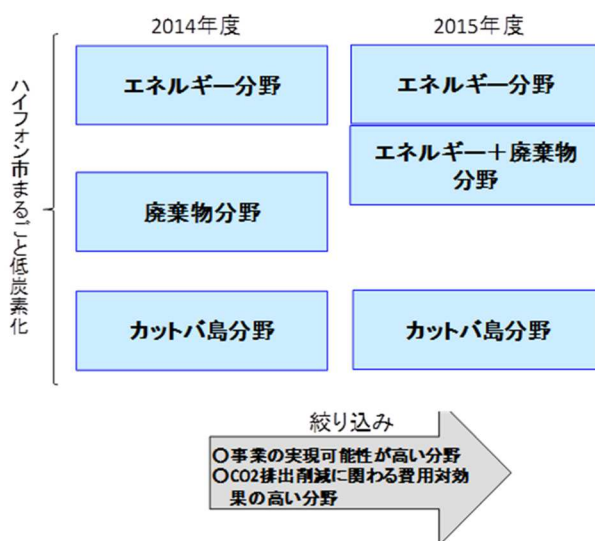 2014年度
2015年度
ハイフォン市まるごと低炭素化
エネルギー分野
エネルギー分野
エネルギー＋廃棄物
分野
廃棄物分野
カットバ島分野
カットバ島分野
絞り込み
○事業の実現可能性が高い分野
○CO2排出削減に関わる費用対効
果の高い分野